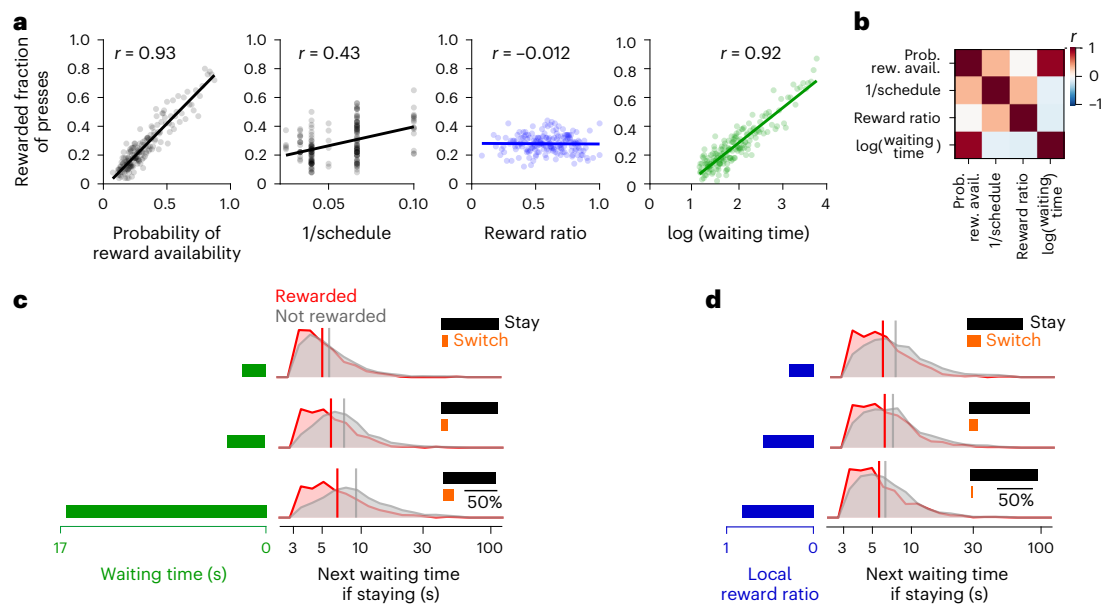 a
Rewarded fraction
of presses
1.0
0.8
0.6
0.4
0.2
0
r = 0.93
0
0.5
1.0
Probability of
reward availability
1.0
0.8
0.6
0.4
0.2
0
r = 0.43
0.05
0.10
1/schedule
1.0
0.8
0.6
0.4
0.2
0
r = –0.012
0
0.5
1.0
Reward ratio
1.0
0.8
0.6
0.4
0.2
0
r = 0.92
0
1
2
3
4
log (waiting time)
b
Prob.
rew. avail.
1/schedule
Reward ratio
log(waiting
time)
Prob.
rew. avail.
1/schedule
Reward ratio
log(waiting
time)
r
1
0
–1
c
Rewarded
Not rewarded
Stay
Switch
50%
17
0
Waiting time (s)
3
5
10
30
100
Next waiting time
if staying (s)
d
Stay
Switch
50%
1
0
Local
reward ratio
3
5
10
30
100
Next waiting time
if staying (s)